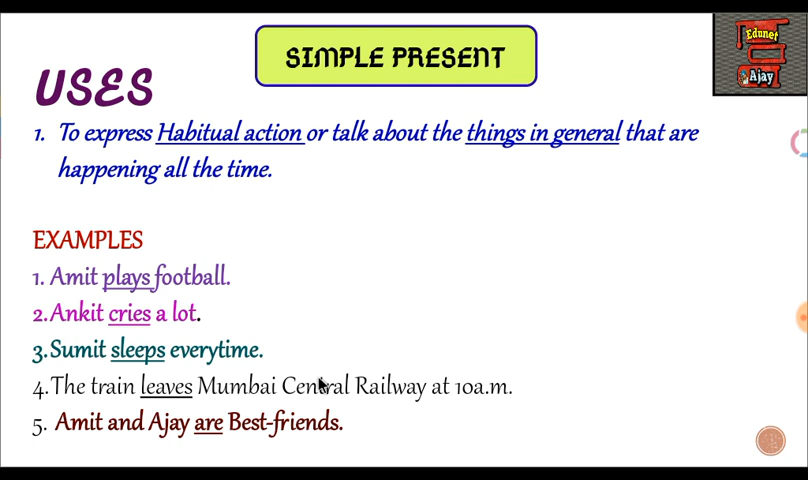 SIMPLE PRESENT
Edunet
Ajay
USES
1. To express Habitual action or talk about the things in general that are
happening all the time.
EXAMPLES
1. Amit plays football.
2.Ankit cries a lot.
3.Sumit sleeps everytime.
4.The train leaves Mumbai Central Railway at 10a.m.
5. Amit and Ajay are Best-friends.